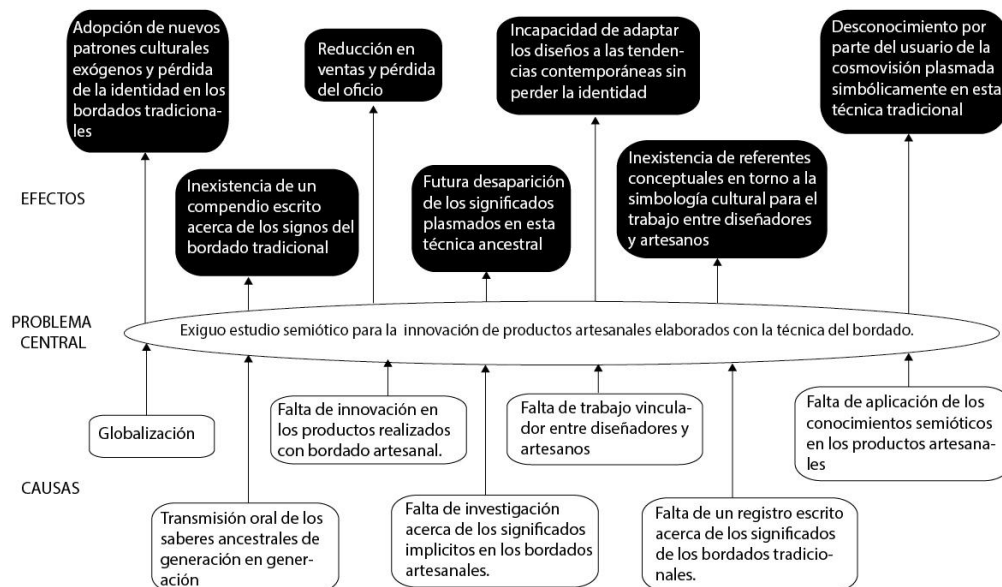 Adopción de nuevos
patrones culturales
exógenos y pérdida
de la identidad en los
bordados tradiciona-
les
Reducción en
ventas y pérdida
del oficio
Incapacidad de adaptar
los diseños a las tenden-
cias contemporáneas sin
perder la identidad
Desconocimiento por
parte del usuario de la
cosmovisión plasmada
simbólicamente en esta
técnica tradicional
EFECTOS
Inexistencia de un
compendio escrito
acerca de los signos del
bordado tradicional
Futura desaparición
de los significados
plasmados en esta
técnica ancestral
Inexistencia de referentes
conceptuales en torno a la
simbología cultural para el
trabajo entre diseñadores
y artesanos
PROBLEMA
CENTRAL
Exiguo estudio semiótico para la innovación de productos artesanales elaborados con la técnica del bordado.
Globalización
Falta de innovación en
los productos realizados
con bordado artesanal.
Falta de trabajo vincula-
dor entre diseñadores y
artesanos
Falta de aplicación de los
conocimientos semióticos
en los productos artesana-
les
CAUSAS
Transmisión oral de los
saberes ancestrales de
generación en gener-
ación
Falta de investigación
acerca de los significados
implicitos en los bordados
artesanales.
Falta de un registro escrito
acerca de los significados
de los bordados tradicio-
nales.